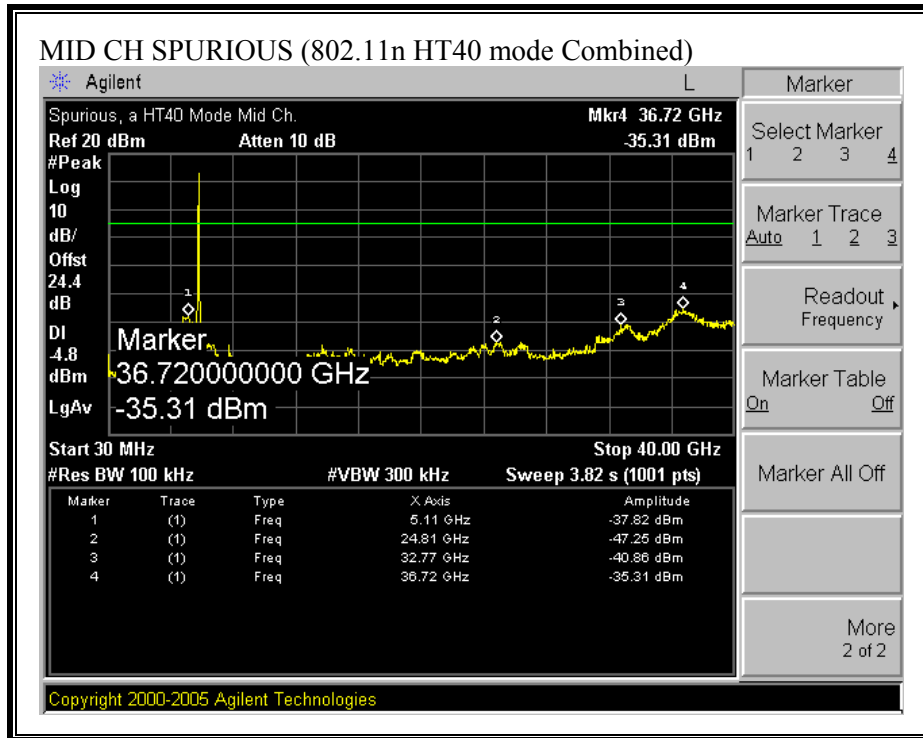 MID CH SPURIOUS (802.11n HT40 mode Combined)
Agilent L
Spurious, a HT40 Mode Mid Ch. Mkr4 36.72 GHz
Ref 20 dBm Atten 10 dB -35.31 dBm
#Peak
Log
10
dB/
Offst
24.4
dB
DI
-4.8
dBm
LgAv
1
2
3
4
Marker
36.720000000 GHz
-35.31 dBm
Start 30 MHz Stop 40.00 GHz
#Res BW 100 kHz #VBW 300 kHz Sweep 3.82 s (1001 pts)
Marker Trace Type X Axis Amplitude
1 (1) Freq 5.11 GHz -37.82 dBm
2 (1) Freq 24.81 GHz -47.25 dBm
3 (1) Freq 32.77 GHz -40.86 dBm
4 (1) Freq 36.72 GHz -35.31 dBm
Marker
Select Marker
1 2 3 4
Marker Trace
Auto 1 2 3
Readout
Frequency
Marker Table
On Off
Marker All Off
More
2 of 2
Copyright 2000-2005 Agilent Technologies